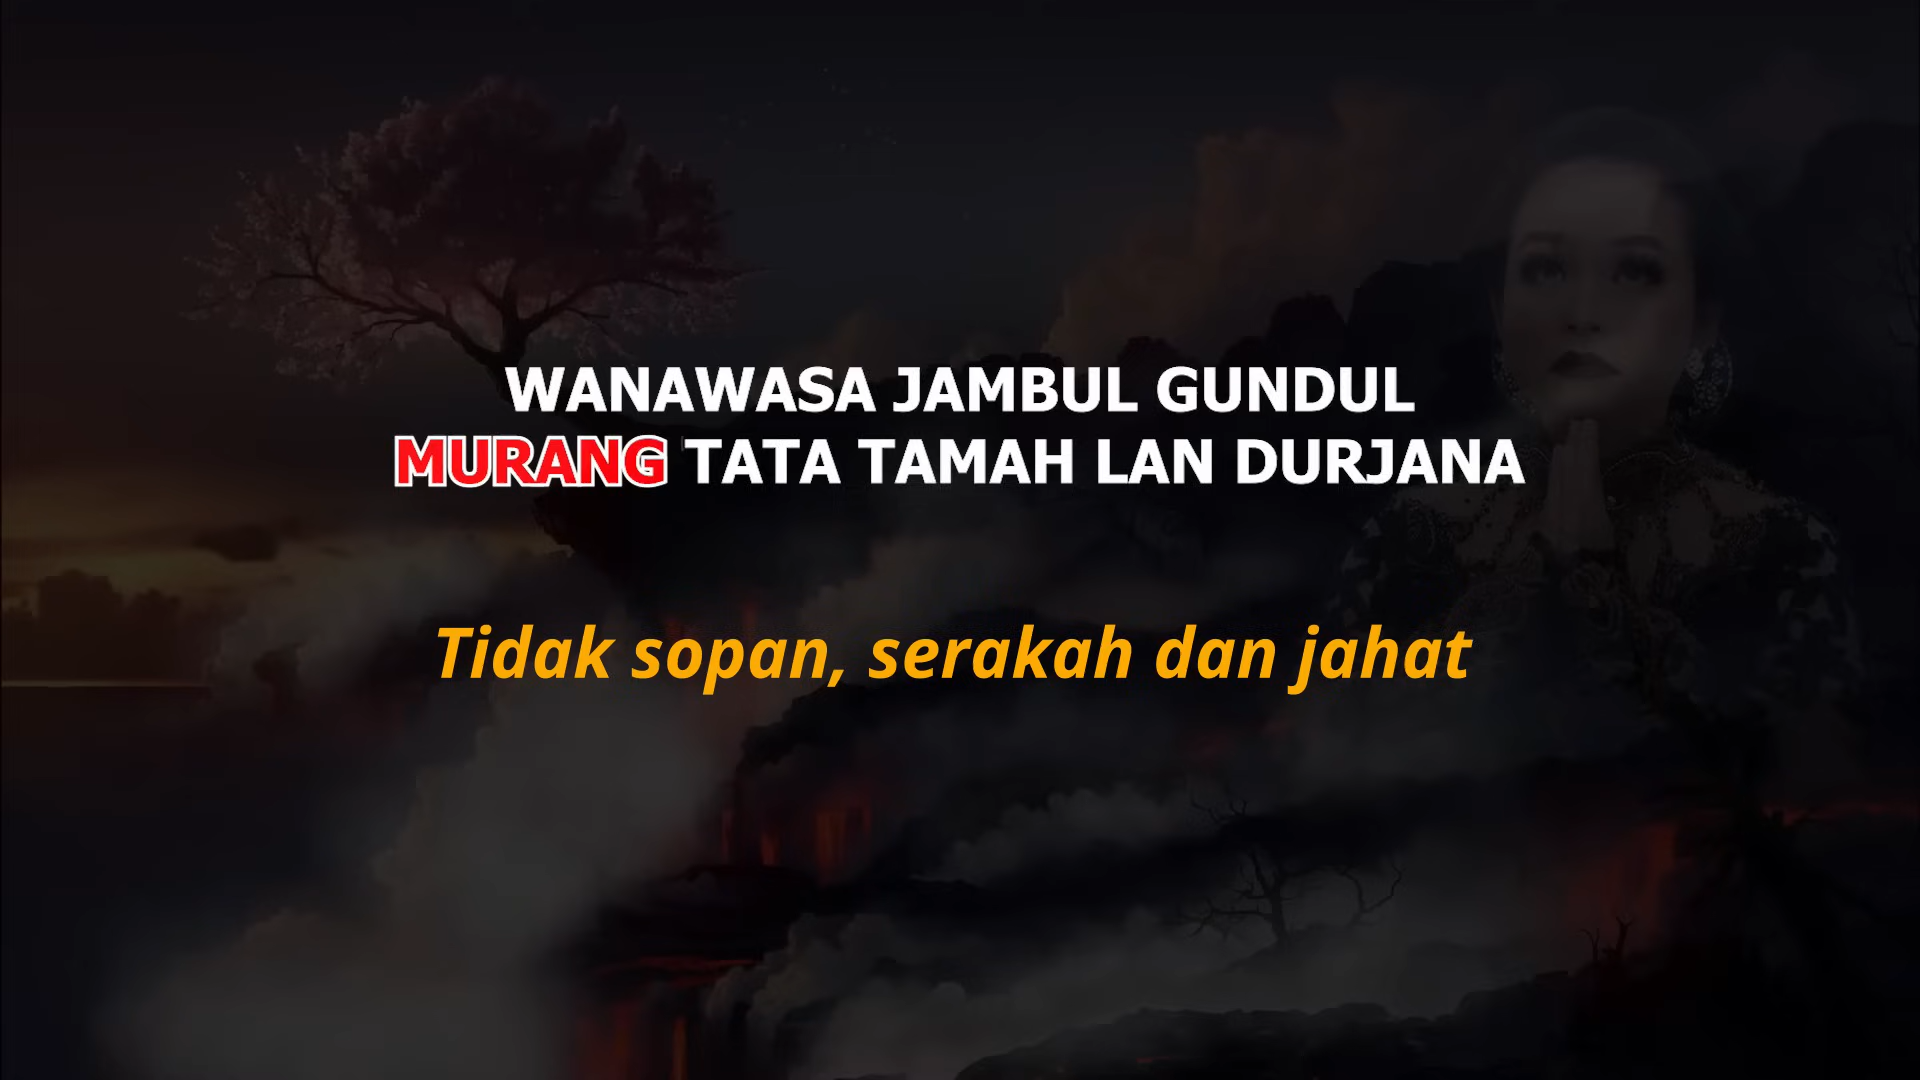 WANAWASA JAMBUL GUNDUL
MURANG TATA TAMAH LAN DURJANA
Tidak sopan, serakah dan jahat